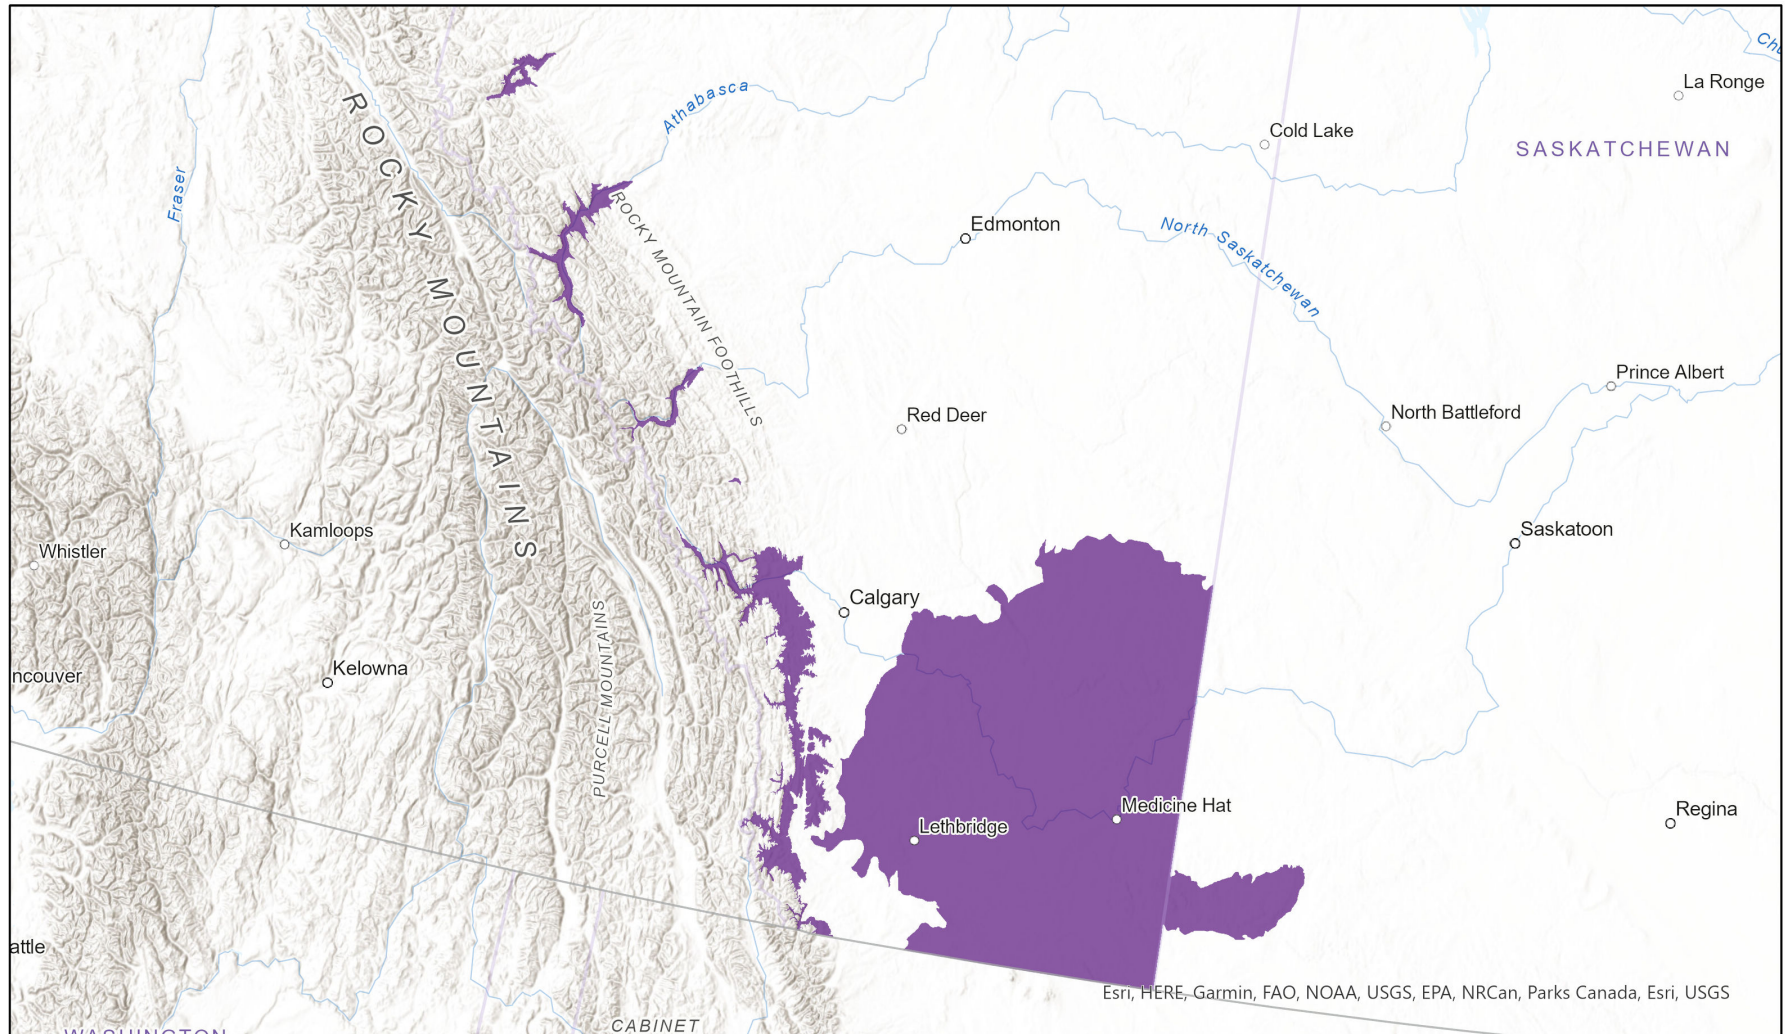 Chu
La Ronge
Athabasca
Cold Lake
SASKATCHEWAN
ROCKY MOUNTAINS
Fraser
Edmonton
North Saskatchewan
ROCKY MOUNTAIN FOOTHILLS
Prince Albert
Red Deer
North Battleford
Kamloops
Saskatoon
Whistler
Calgary
Kelowna
ncouver
PURCELL MOUNTAINS
Medicine Hat
Regina
Lethbridge
attle
Esri, HERE, Garmin, FAO, NOAA, USGS, EPA, NRCan, Parks Canada, Esri, USGS
WASHINGTON
CABINET